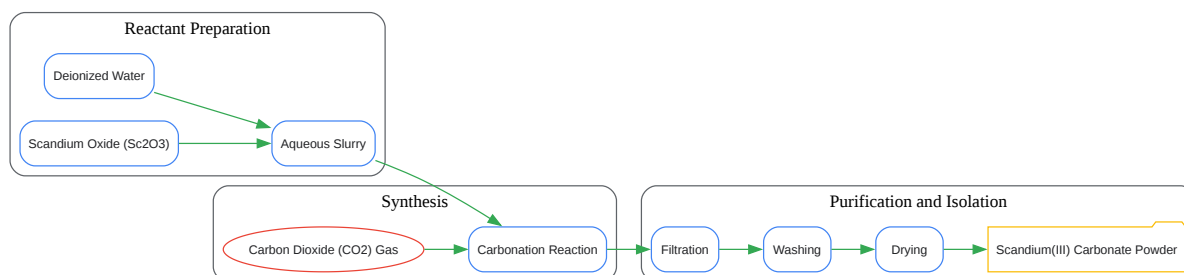 Reactant Preparation
Deionized Water
Scandium Oxide (Sc2O3)
Aqueous Slurry
Synthesis
Carbon Dioxide (CO2) Gas
Carbonation Reaction
Purification and Isolation
Filtration
Washing
Drying
Scandium(III) Carbonate Powder